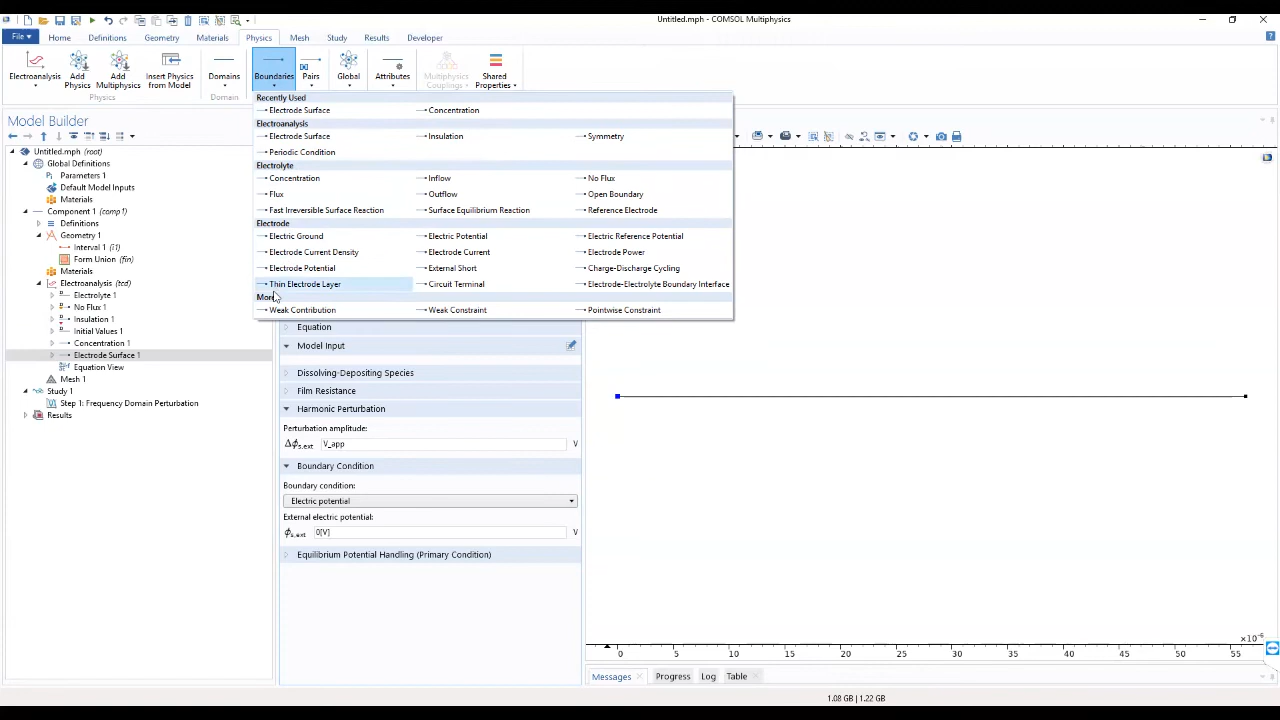 Untitled.mph - COMSOL Multiphysics
File Home Definitions Geometry Materials Physics Mesh Study Results Developer
Electroanalysis
Add Physics
Add Multiphysics
Insert Physics from Model
Domains
Boundaries
Pairs
Global
Attributes
Multiphysics Couplings
Shared Properties
Physics
Domain
Model Builder
Untitled.mph (root)
Global Definitions
Parameters 1
Default Model Inputs
Materials
Component 1 (comp1)
Definitions
Geometry 1
Interval 1 (i1)
Form Union (fin)
Materials
Electroanalysis (tcd)
Electrolyte 1
No Flux 1
Insulation 1
Initial Values 1
Concentration 1
Electrode Surface 1
Equation View
Mesh 1
Study 1
Step 1: Frequency Domain Perturbation
Results
Recently Used
Electrode Surface Concentration
Electroanalysis
Electrode Surface Insulation Symmetry
Periodic Condition
Electrolyte
Concentration Inflow No Flux
Flux Outflow Open Boundary
Fast Irreversible Surface Reaction Surface Equilibrium Reaction Reference Electrode
Electrode
Electric Ground Electric Potential Electric Reference Potential
Electrode Current Density Electrode Current Electrode Power
Electrode Potential External Short Charge-Discharge Cycling
Thin Electrode Layer Circuit Terminal Electrode-Electrolyte Boundary Interface
Weak Contribution Weak Constraint Pointwise Constraint
Equation
Model Input
Dissolving-Depositing Species
Film Resistance
Harmonic Perturbation
Perturbation amplitude:
Δϕs,ext V_app V
Boundary Condition
Boundary condition:
Electric potential
External electric potential:
ϕs,ext 0[V] V
Equilibrium Potential Handling (Primary Condition)
×10⁻⁶
0 5 10 15 20 25 30 35 40 45 50 55
Messages Progress Log Table
1.08 GB | 1.22 GB